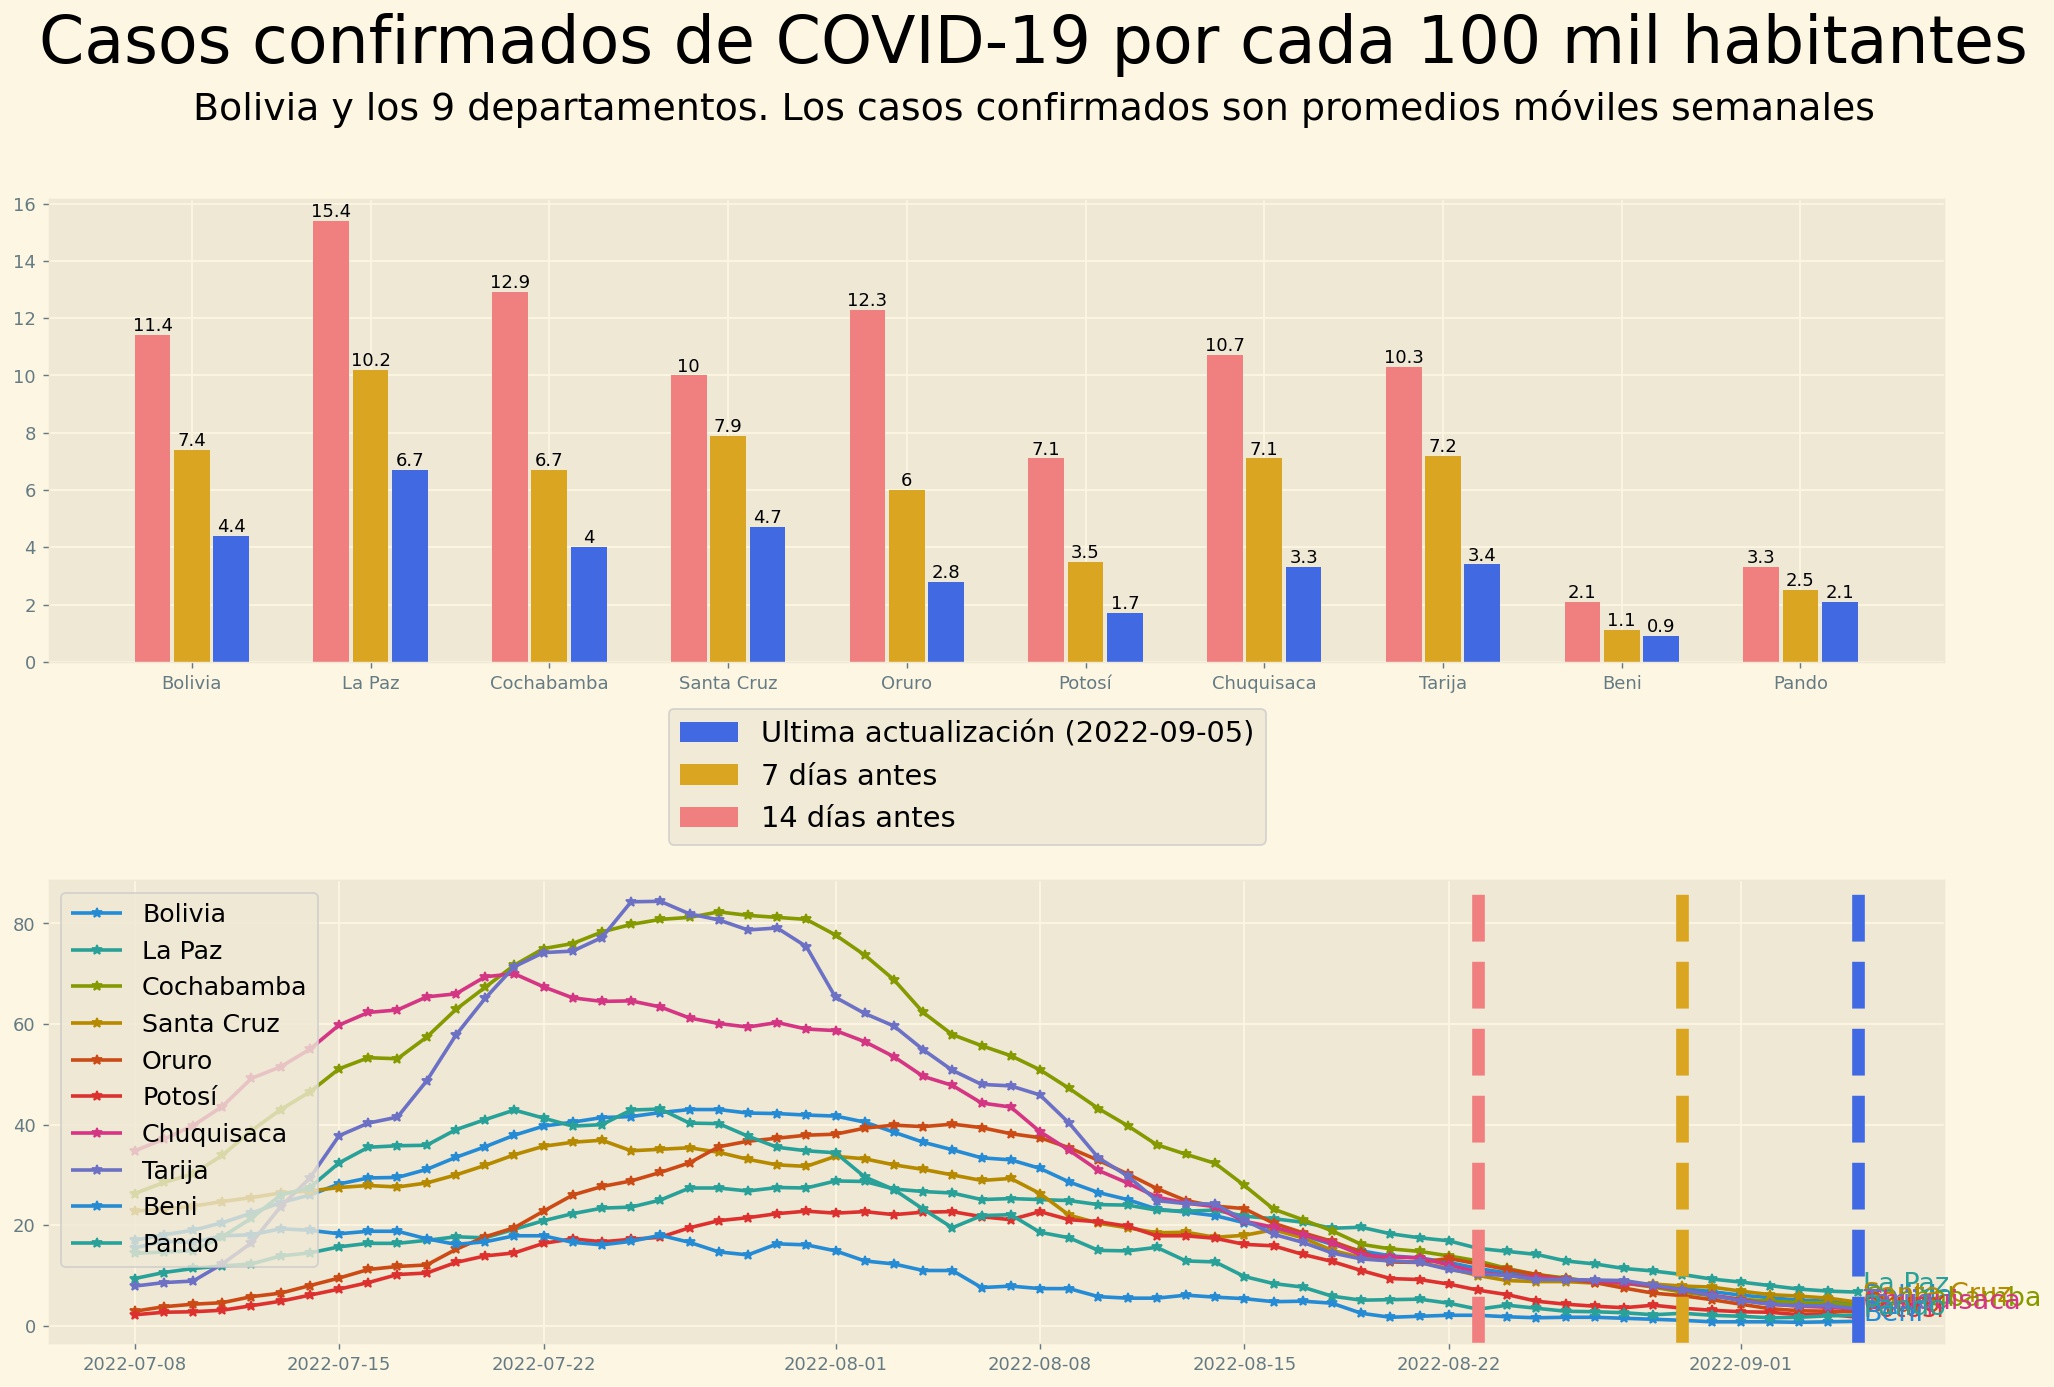 Casos confirmados de COVID-19 por cada 100 mil habitantes
Bolivia y los 9 departamentos. Los casos confirmados son promedios móviles semanales
16
14
12
10
8
6
4
2
0
11.4
7.4
4.4
15.4
10.2
6.7
12.9
6.7
4
10
7.9
4.7
12.3
6
2.8
7.1
3.5
1.7
10.7
7.1
3.3
10.3
7.2
3.4
2.1
1.1
0.9
3.3
2.5
2.1
Bolivia
La Paz
Cochabamba
Santa Cruz
Oruro
Potosí
Chuquisaca
Tarija
Beni
Pando
Ultima actualización (2022-09-05)
7 días antes
14 días antes
80
60
40
20
0
Bolivia
La Paz
Cochabamba
Santa Cruz
Oruro
Potosí
Chuquisaca
Tarija
Beni
Pando
La Paz
Beni
2022-07-08
2022-07-15
2022-07-22
2022-08-01
2022-08-08
2022-08-15
2022-08-22
2022-09-01